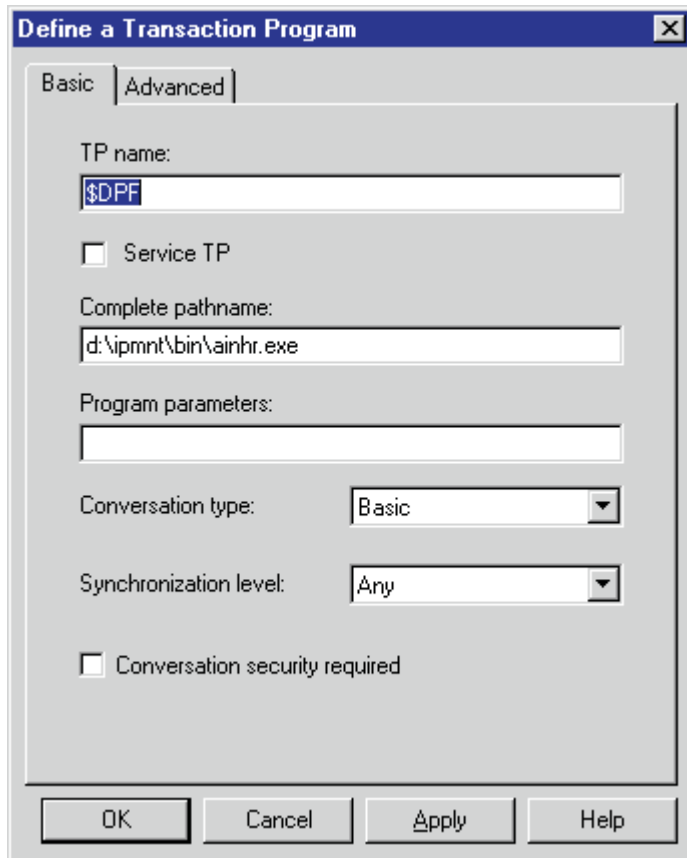 Define a Transaction Program
Basic
Advanced
TP name:
$DPF
Service TP
Complete pathname:
d:\ipmnt\bin\ainhr.exe
Program parameters:
Conversation type:
Basic
Synchronization level:
Any
Conversation security required
OK
Cancel
Apply
Help